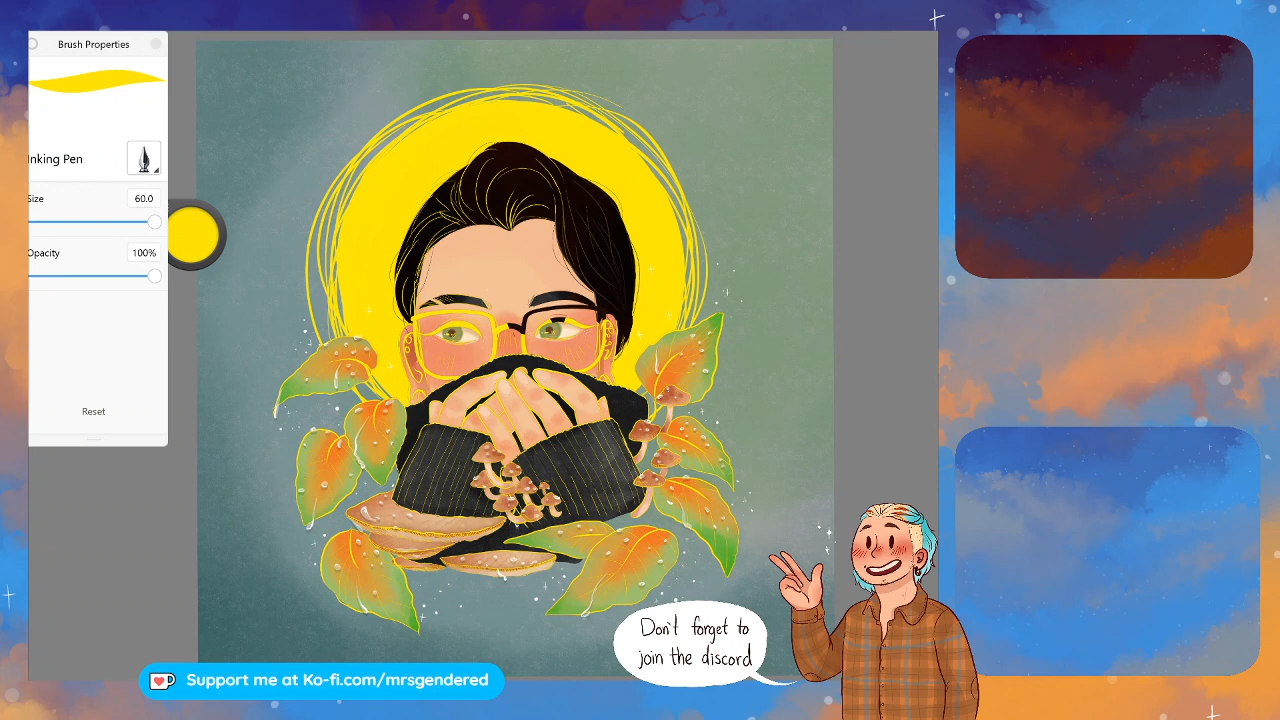 Brush Properties
nking Pen
Size
60.0
Opacity
100%
Reset
Don't forget to
join the discord
Support me at Ko-fi.com/mrsgendered